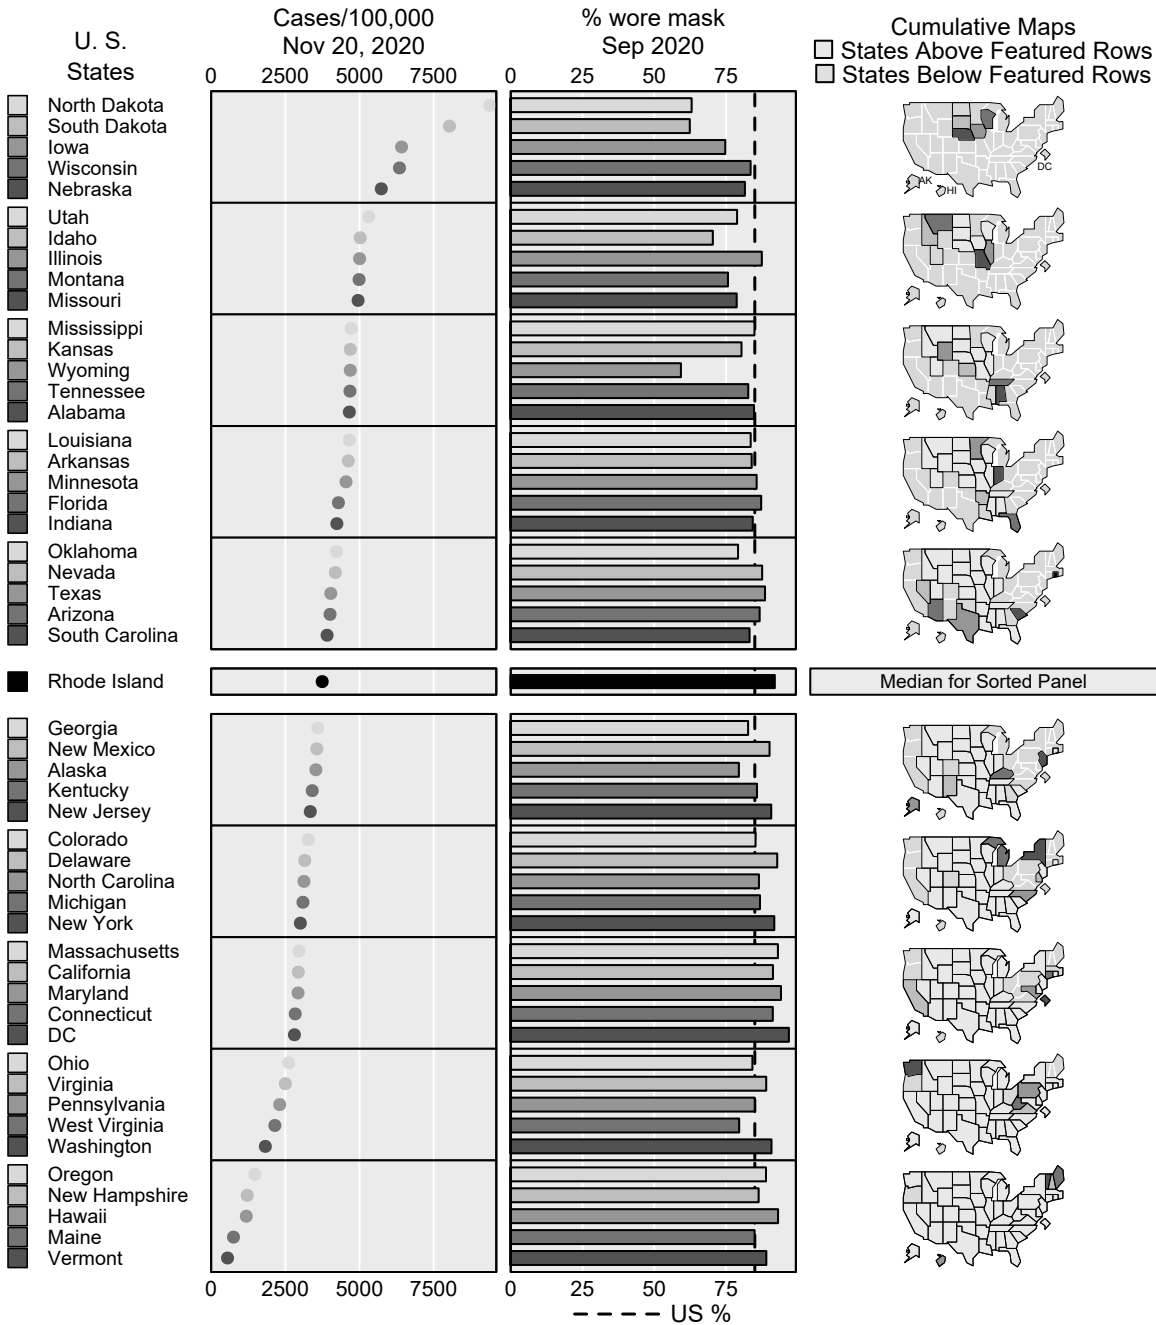 U. S.
States
Cases/100,000
Nov 20, 2020
0 2500 5000 7500
% wore mask
Sep 2020
0 25 50 75
Cumulative Maps
States Above Featured Rows
States Below Featured Rows
North Dakota
South Dakota
Iowa
Wisconsin
Nebraska
AK
HI
DC
Utah
Idaho
Illinois
Montana
Missouri
Mississippi
Kansas
Wyoming
Tennessee
Alabama
Louisiana
Arkansas
Minnesota
Florida
Indiana
Oklahoma
Nevada
Texas
Arizona
South Carolina
Rhode Island
Median for Sorted Panel
Georgia
New Mexico
Alaska
Kentucky
New Jersey
Colorado
Delaware
North Carolina
Michigan
New York
Massachusetts
California
Maryland
Connecticut
DC
Ohio
Virginia
Pennsylvania
West Virginia
Washington
Oregon
New Hampshire
Hawaii
Maine
Vermont
0 2500 5000 7500
0 25 50 75
US %